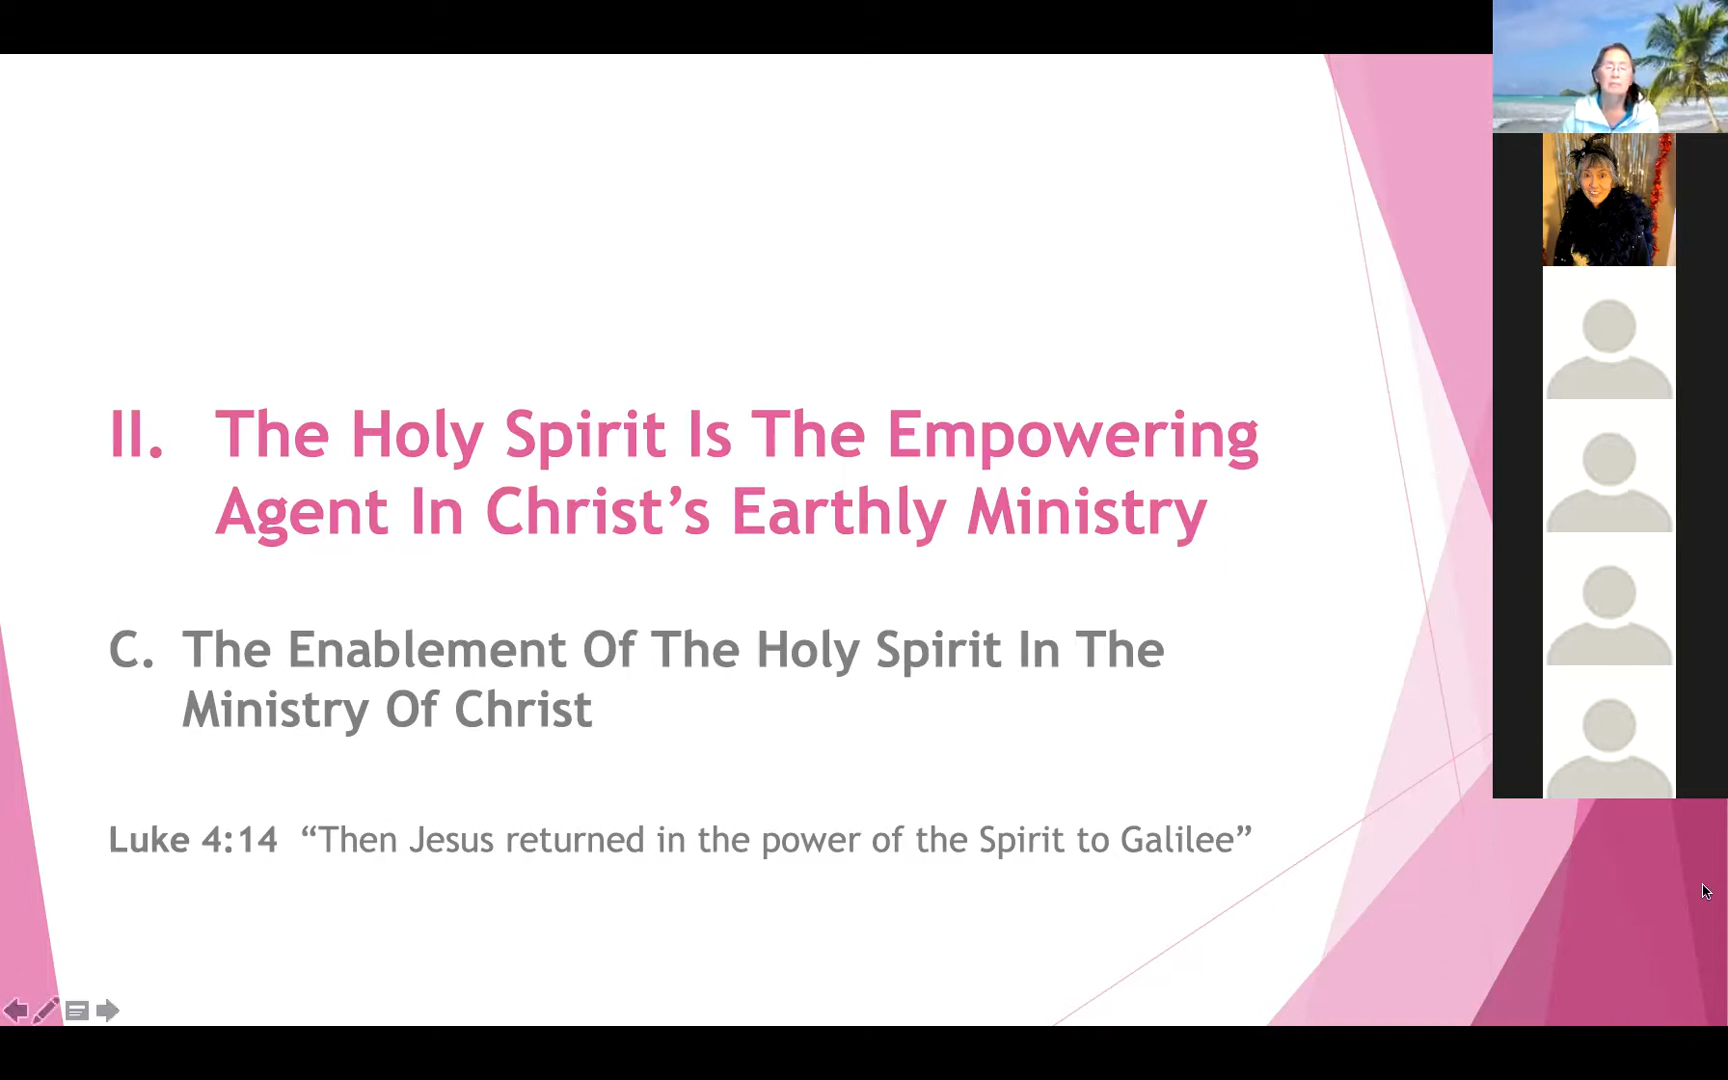 II. The Holy Spirit Is The Empowering
Agent In Christ’s Earthly Ministry
C. The Enablement Of The Holy Spirit In The
Ministry Of Christ
Luke 4:14 “Then Jesus returned in the power of the Spirit to Galilee”